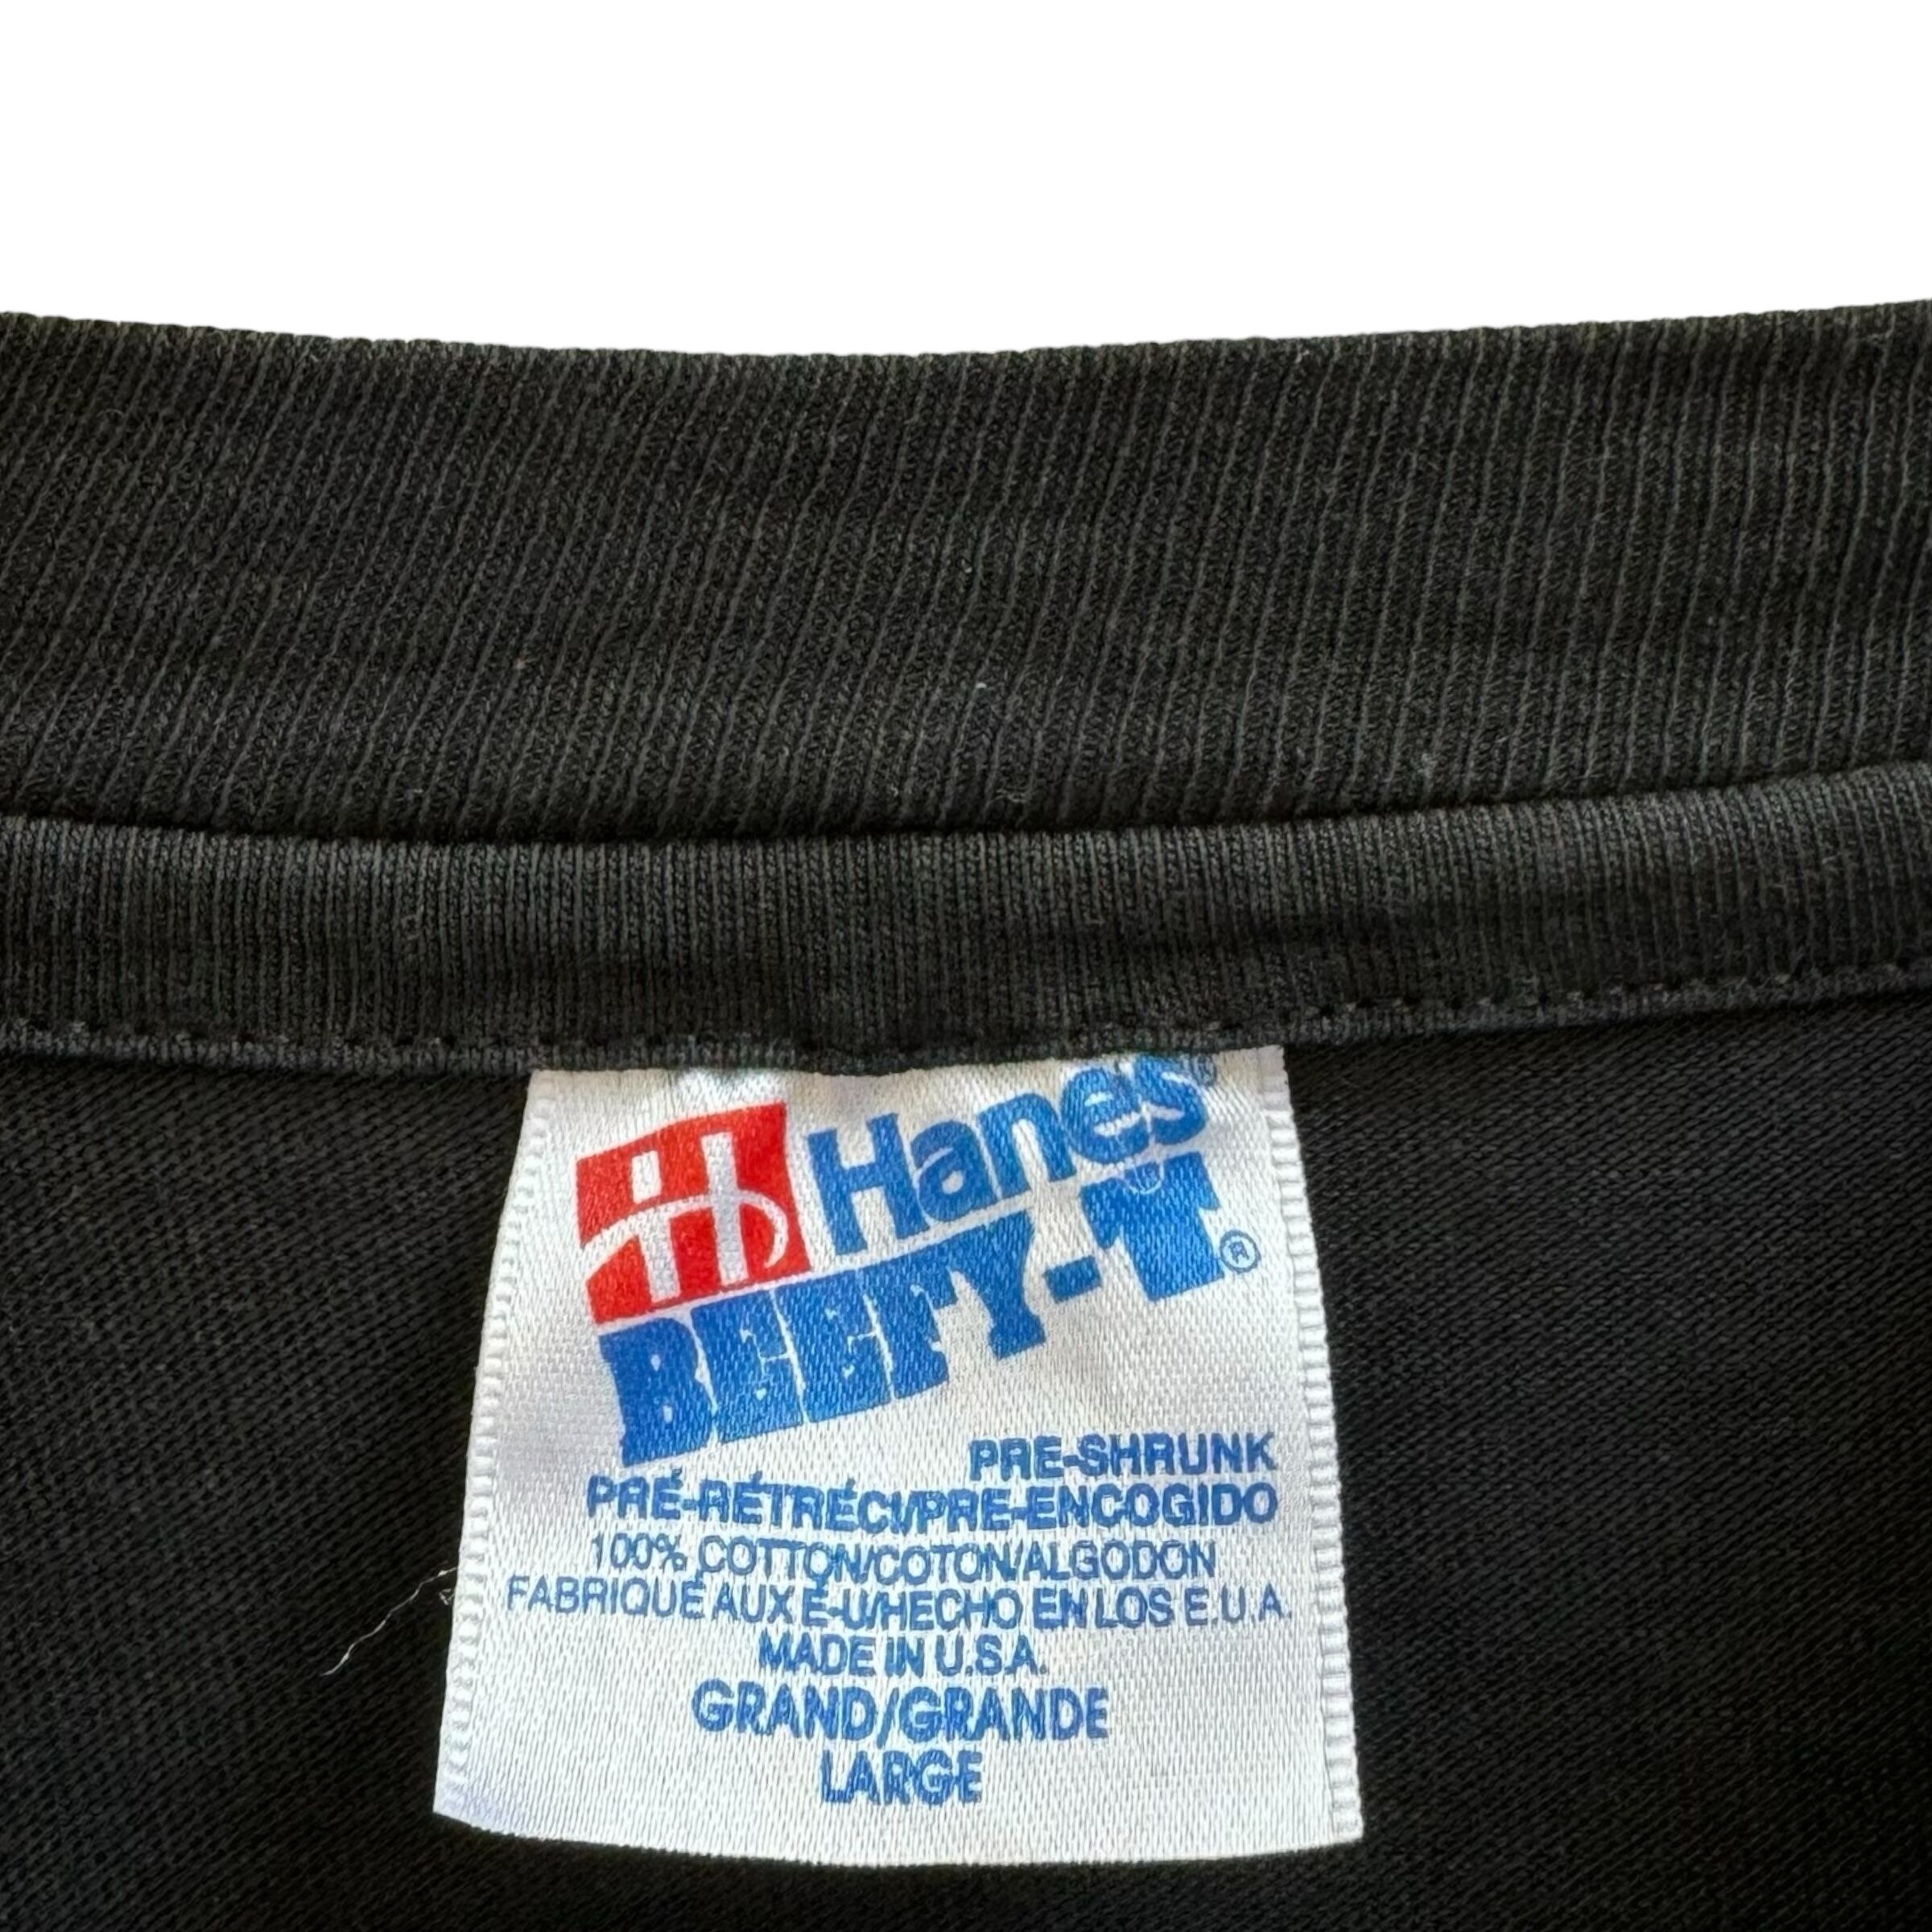 Hanes®
BEEFY-T®
PRE-SHRUNK
PRÉ-RÉTRÉCI/PRE-ENCOGIDO
100% COTTON/COTON/ALGODON
FABRIQUÉ AUX É-U/HECHO EN LOS E.U.A.
MADE IN U.S.A.
GRAND/GRANDE
LARGE